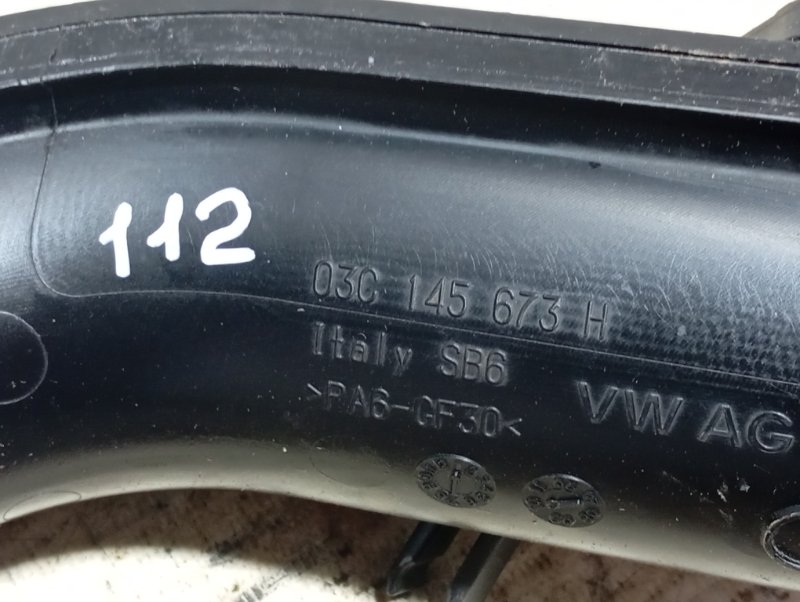 112
03C 145 673 H
Italy SB6
>PA6-GF30<
VW AG